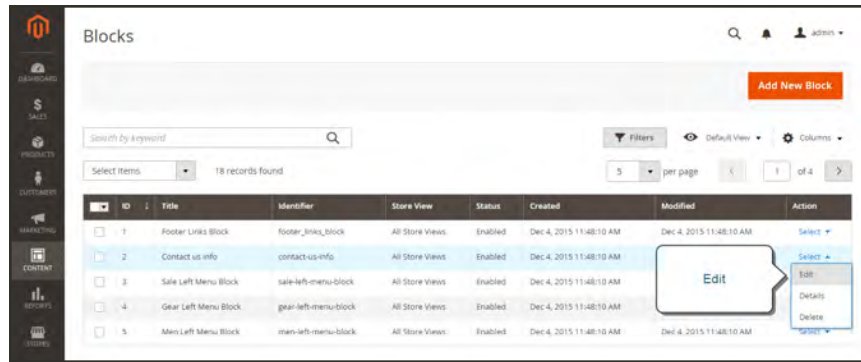 Blocks
admin
DASHBOARD
Add New Block
SALES
Search by keyword
Filters
Default View
Columns
PRODUCTS
Select Items
18 records found
5
per page
1
of 4
CUSTOMERS
ID Title Identifier Store View Status Created Modified Action
MARKETING
1 Footer Links Block footer_links_block All Store Views Enabled Dec 4, 2015 11:48:10 AM Dec 4, 2015 11:48:10 AM Select
2 Contact us info contact-us-info All Store Views Enabled Dec 4, 2015 11:48:10 AM Select
CONTENT
3 Sale Left Menu Block sale-left-menu-block All Store Views Enabled Dec 4, 2015 11:48:10 AM
Edit
Edit
Details
Delete
REPORTS
4 Gear Left Menu Block gear-left-menu-block All Store Views Enabled Dec 4, 2015 11:48:10 AM
5 Men Left Menu Block men-left-menu-block All Store Views Enabled Dec 4, 2015 11:48:10 AM Dec 4, 2015 11:48:10 AM Select
STORES